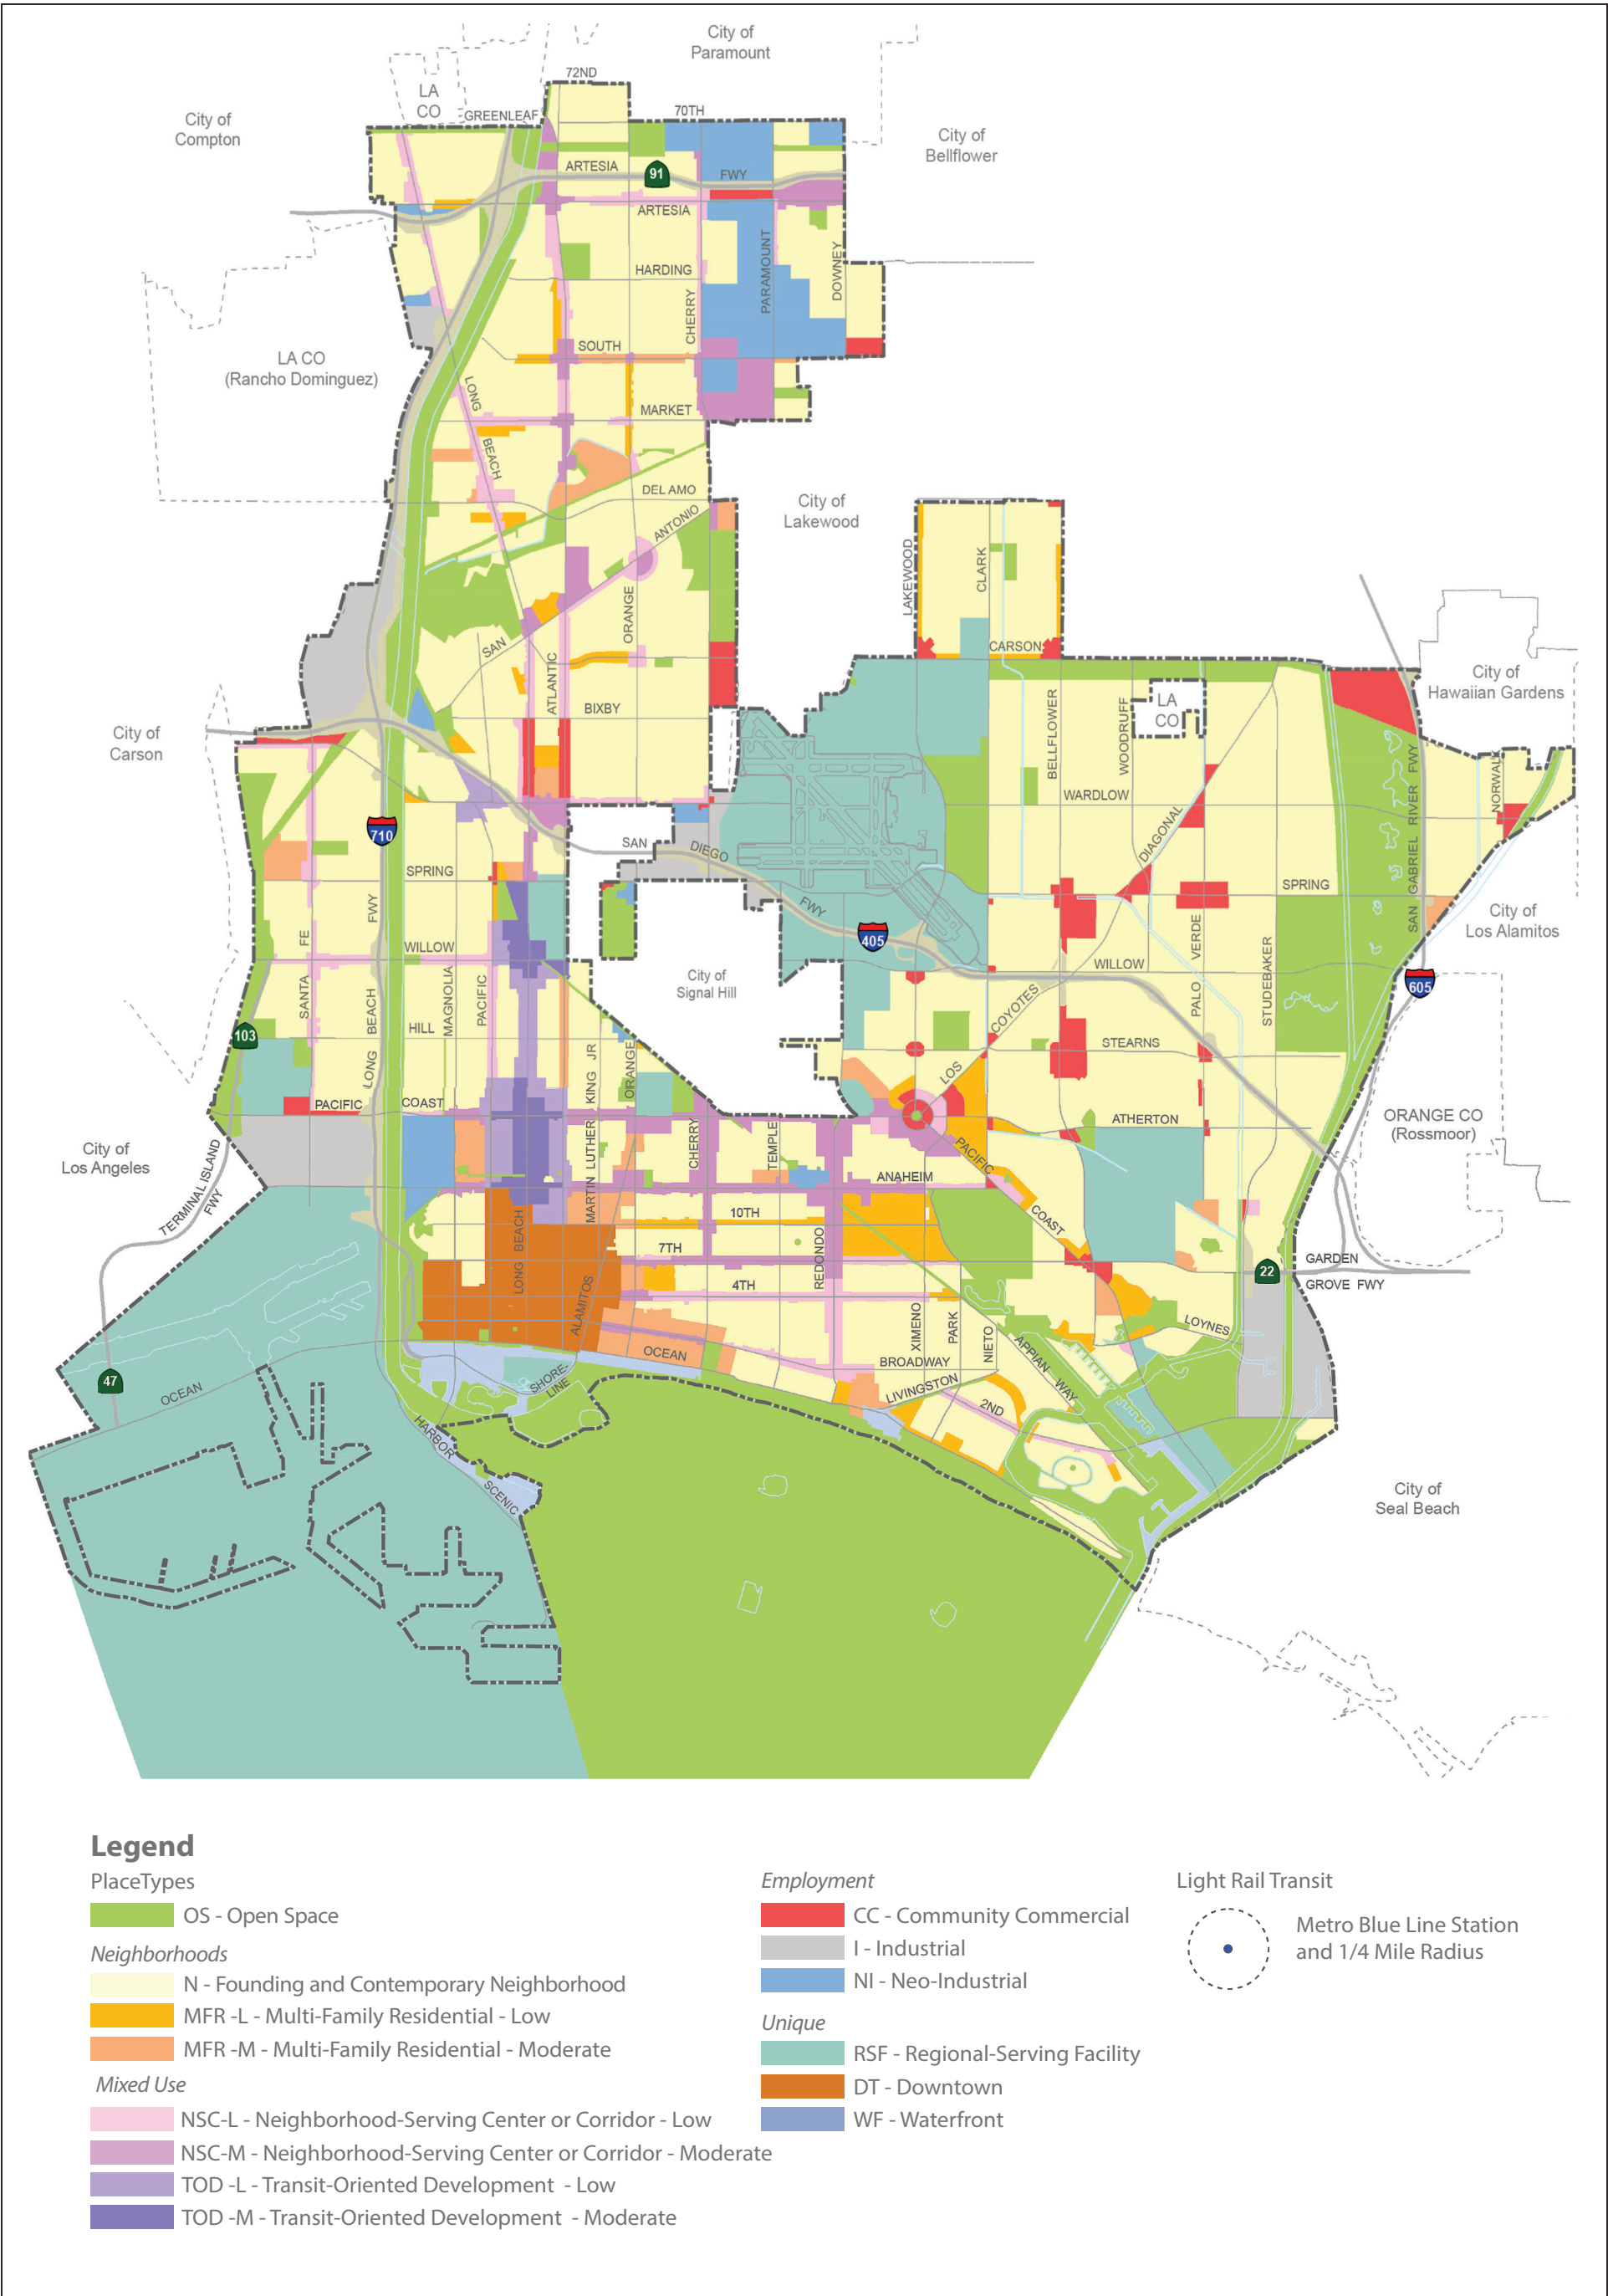 City of
Paramount
72ND
LA
CO
GREENLEAF
70TH
City of
Compton
City of
Bellflower
ARTESIA
91
FWY
ARTESIA
PARAMOUNT
DOWNEY
HARDING
CHERRY
SOUTH
LA CO
(Rancho Dominguez)
LONG
BEACH
MARKET
DEL AMO
City of
Lakewood
ANTONIO
LAKEWOOD
CLARK
ORANGE
SAN
CARSON
City of
Hawaiian Gardens
ATLANTIC
BIXBY
BELLFLOWER
WOODRUFF
LA
CO
City of
Carson
SAN GABRIEL RIVER FWY
NORWALK
WARDLOW
710
SAN
DIEGO
DIAGONAL
SPRING
SPRING
FWY
FWY
City of
Los Alamitos
SANTA FE
WILLOW
405
WILLOW
PALO VERDE
STUDEBAKER
City of
Signal Hill
605
MAGNOLIA
PACIFIC
COYOTES
103
HILL
LONG BEACH
STEARNS
MARTIN LUTHER KING JR
ORANGE
LOS
PACIFIC
COAST
ATHERTON
ORANGE CO
(Rossmoor)
City of
Los Angeles
CHERRY
TEMPLE
PACIFIC
TERMINAL ISLAND
FWY
ANAHEIM
COAST
10TH
LONG BEACH
7TH
REDONDO
GARDEN
22
4TH
GROVE FWY
ALAMITOS
XIMENO
PARK
NIETO
LOYNES
OCEAN
APPIAN
WAY
BROADWAY
47
OCEAN
SHORE-
LINE
LIVINGSTON
2ND
HARBOR
SCENIC
City of
Seal Beach
Legend
PlaceTypes
OS - Open Space
Neighborhoods
N - Founding and Contemporary Neighborhood
MFR -L - Multi-Family Residential - Low
MFR -M - Multi-Family Residential - Moderate
Mixed Use
NSC-L - Neighborhood-Serving Center or Corridor - Low
NSC-M - Neighborhood-Serving Center or Corridor - Moderate
TOD -L - Transit-Oriented Development  - Low
TOD -M - Transit-Oriented Development  - Moderate
Employment
CC - Community Commercial
I - Industrial
NI - Neo-Industrial
Unique
RSF - Regional-Serving Facility
DT - Downtown
WF - Waterfront
Light Rail Transit
Metro Blue Line Station
and 1/4 Mile Radius